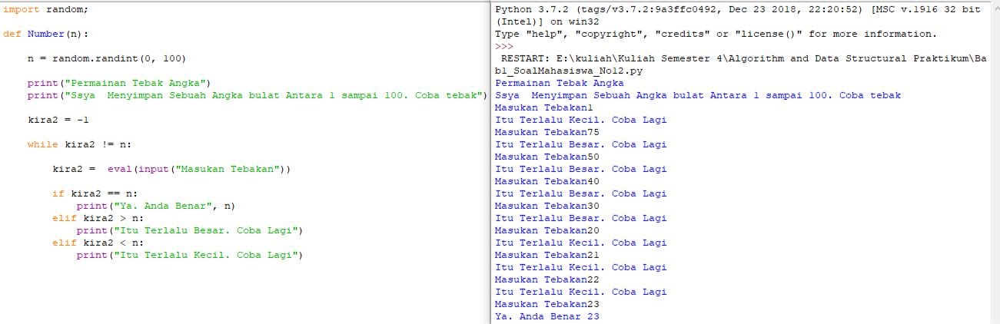 import random;
def Number(n):
n = random.randint(0, 100)
print("Permainan Tebak Angka")
print("Ssya  Menyimpan Sebuah Angka bulat Antara 1 sampai 100. Coba tebak")
kira2 = -1
while kira2 != n:
kira2 =  eval(input("Masukan Tebakan"))
if kira2 == n:
print("Ya. Anda Benar", n)
elif kira2 > n:
print("Itu Terlalu Besar. Coba Lagi")
elif kira2 < n:
print("Itu Terlalu Kecil. Coba Lagi")
Python 3.7.2 (tags/v3.7.2:9a3ffc0492, Dec 23 2018, 22:20:52) [MSC v.1916 32 bit
(Intel)] on win32
Type "help", "copyright", "credits" or "license()" for more information.
>>>
RESTART: E:\kuliah\Kuliah Semester 4\Algorithm and Data Structural Praktikum\Ba
b1_SoalMahasiswa_No12.py
Permainan Tebak Angka
Ssya  Menyimpan Sebuah Angka bulat Antara 1 sampai 100. Coba tebak
Masukan Tebakan1
Itu Terlalu Kecil. Coba Lagi
Masukan Tebakan75
Itu Terlalu Besar. Coba Lagi
Masukan Tebakan50
Itu Terlalu Besar. Coba Lagi
Masukan Tebakan40
Itu Terlalu Besar. Coba Lagi
Masukan Tebakan30
Itu Terlalu Besar. Coba Lagi
Masukan Tebakan20
Itu Terlalu Kecil. Coba Lagi
Masukan Tebakan21
Itu Terlalu Kecil. Coba Lagi
Masukan Tebakan22
Itu Terlalu Kecil. Coba Lagi
Masukan Tebakan23
Ya. Anda Benar 23